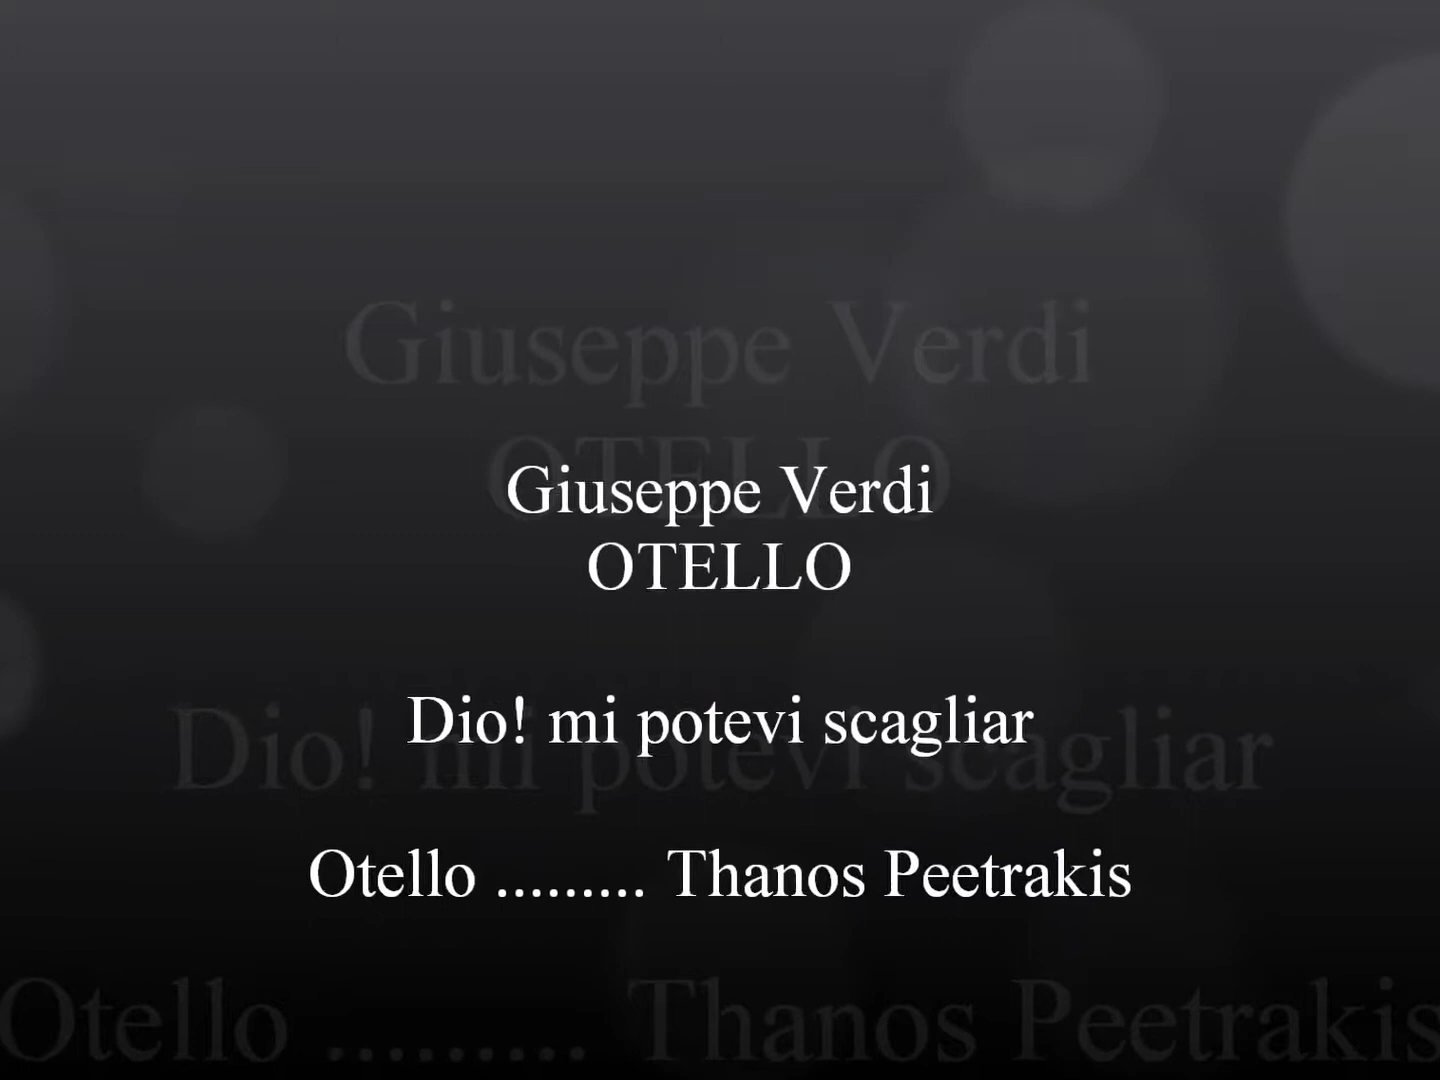 Giuseppe Verdi
OTELLO
Dio! mi potevi scagliar
Otello ......... Thanos Peetrakis